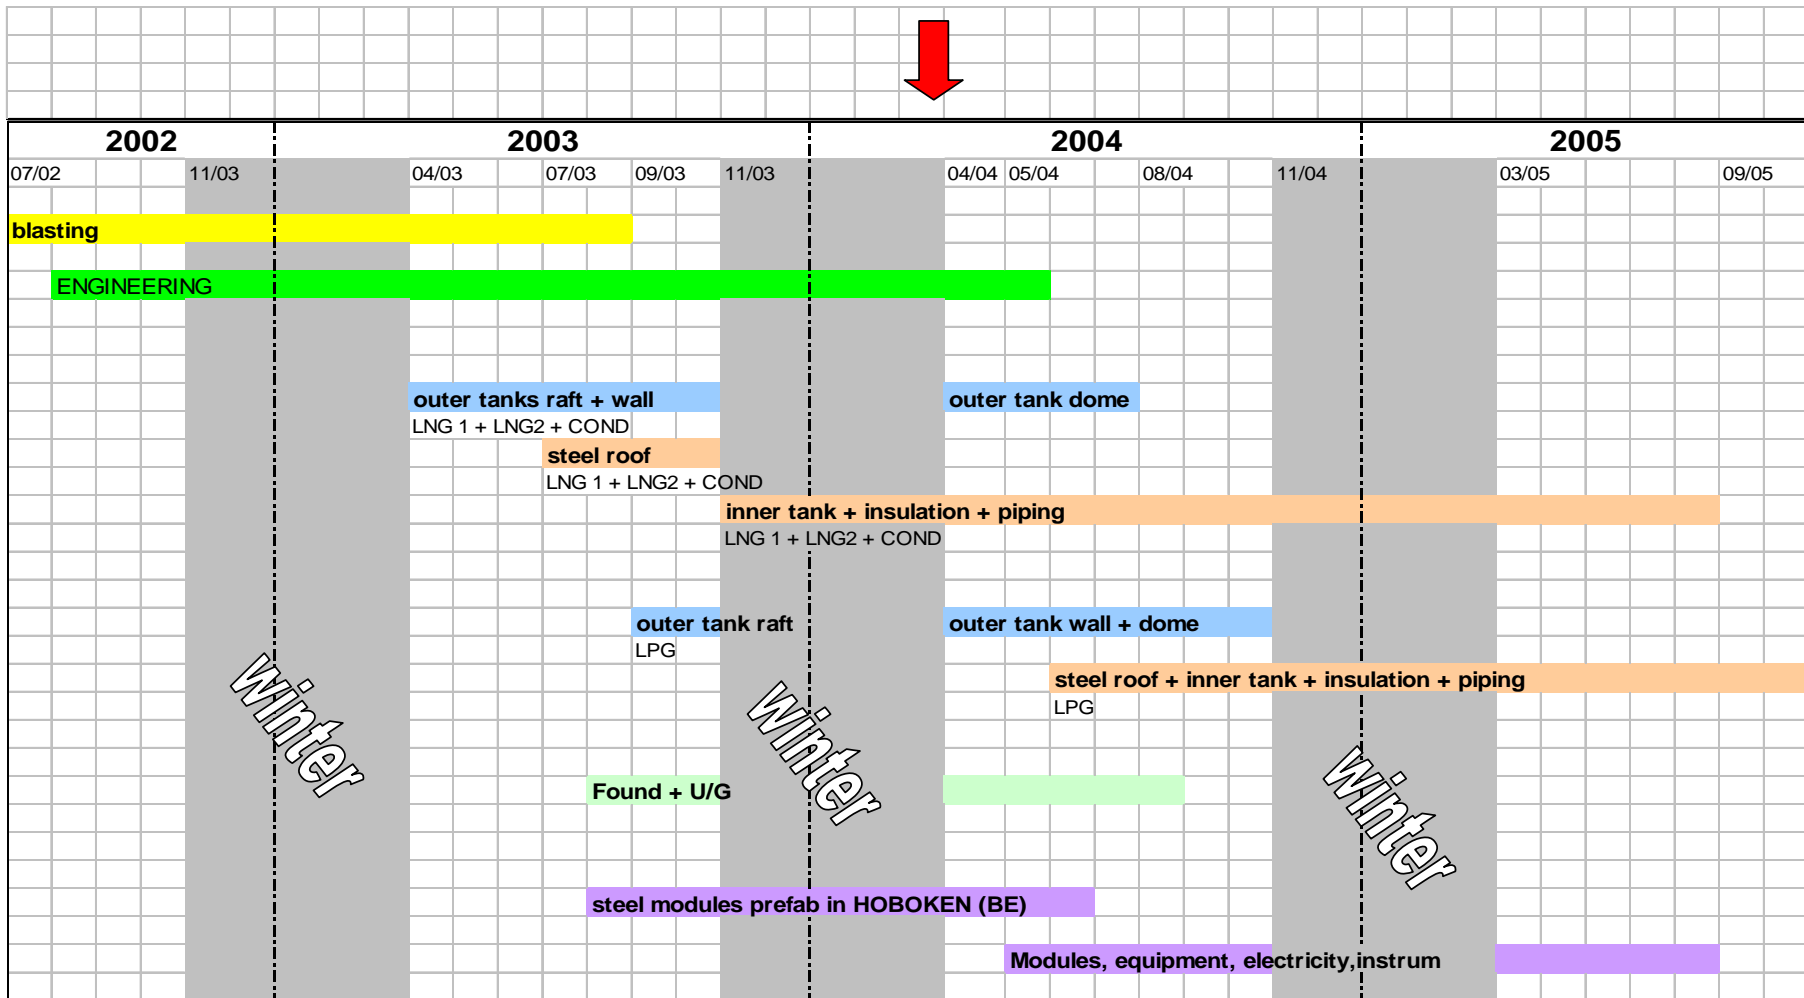 2002 2003 2004 2005
07/02 11/03 04/03 07/03 09/03 11/03 04/04 05/04 08/04 11/04 03/05 09/05
blasting
ENGINEERING
outer tanks raft + wall outer tank dome
LNG 1 + LNG2 + COND
steel roof
LNG 1 + LNG2 + COND
inner tank + insulation + piping
LNG 1 + LNG2 + COND
outer tank raft outer tank wall + dome
LPG
steel roof + inner tank + insulation + piping
LPG
winter winter winter
Found + U/G
steel modules prefab in HOBOKEN (BE)
Modules, equipment, electricity,instrum